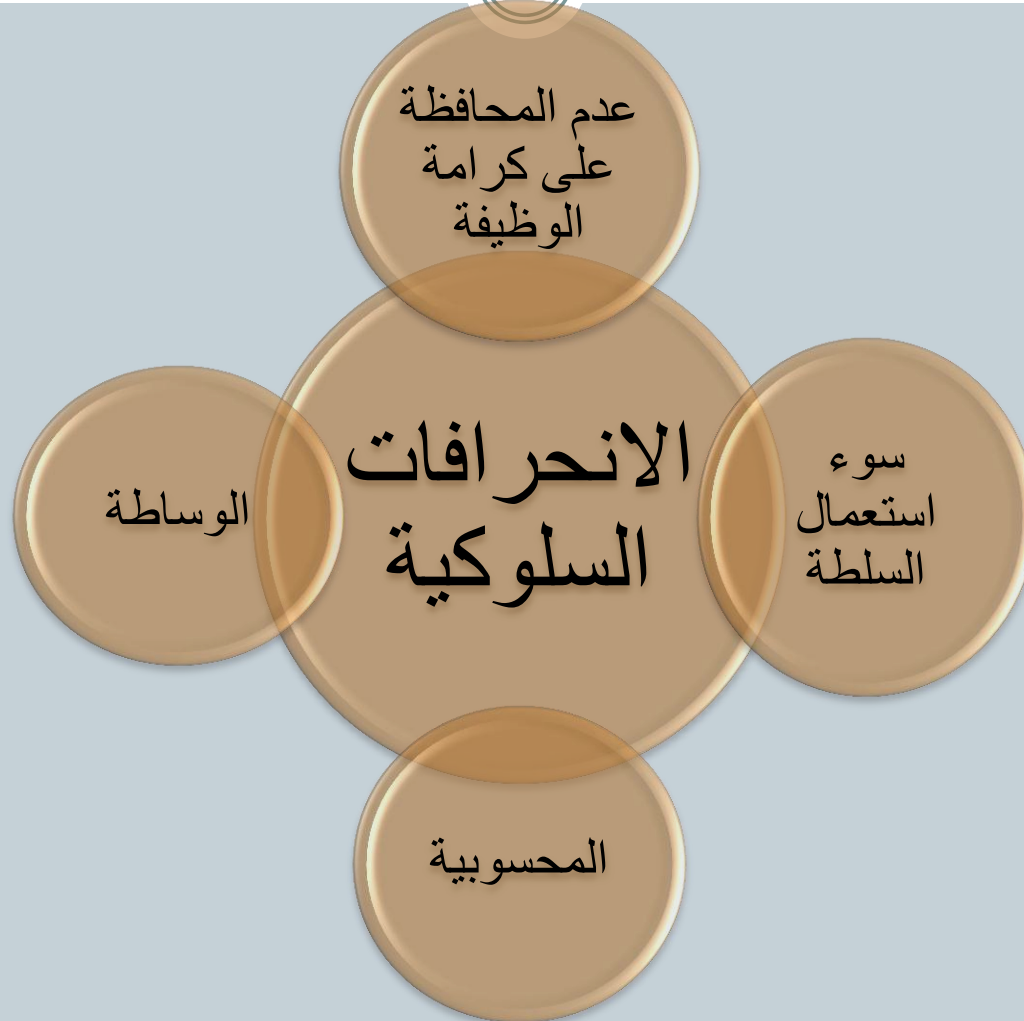 عدم المحافظة
على كرامة
الوظيفة
الانحرافات
السلوكية
سوء
استعمال
السلطة
الوساطة
المحسوبية